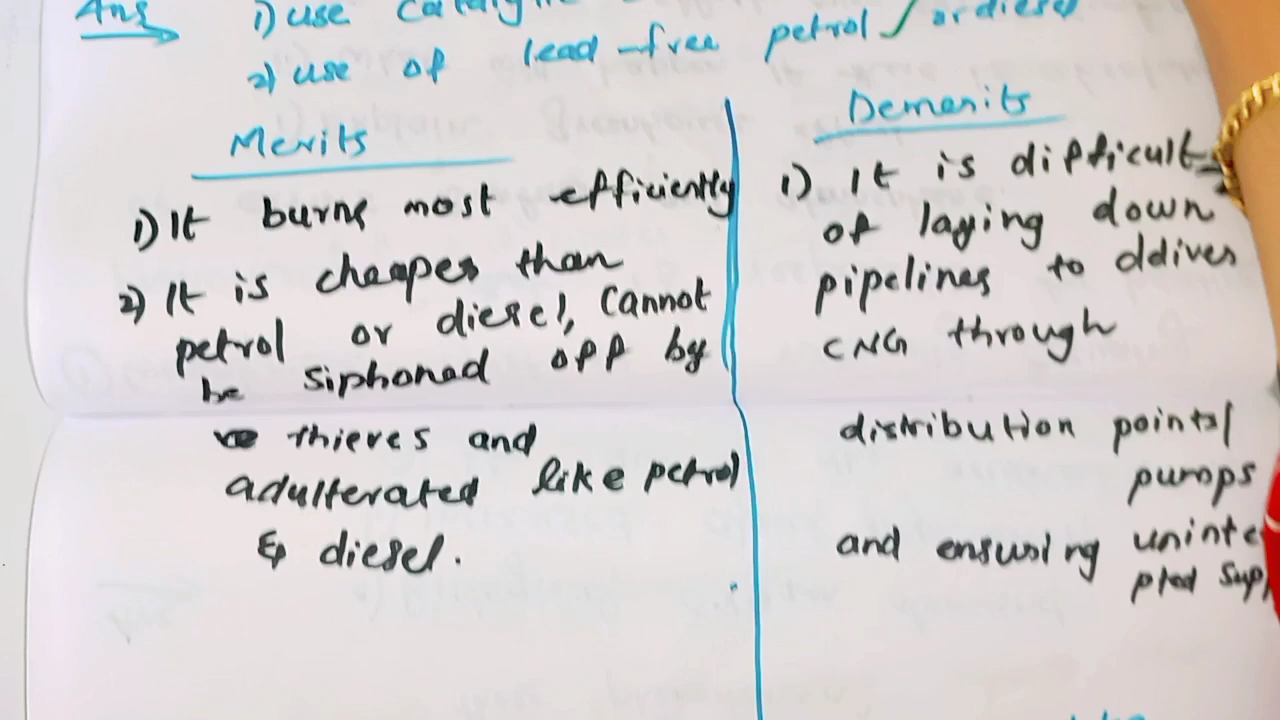 Ans 1) use
2) use of lead-free petrol / or diesel
Merits
1) It burns most efficiently
2) It is cheaper than
petrol or diesel, cannot
be siphoned off by
thieves and
adulterated like petrol
& diesel.
Demerits
1) It is difficult
of laying down
pipelines to deliver
CNG through
distribution points/
pumps
and ensuring uninte
pted Supp